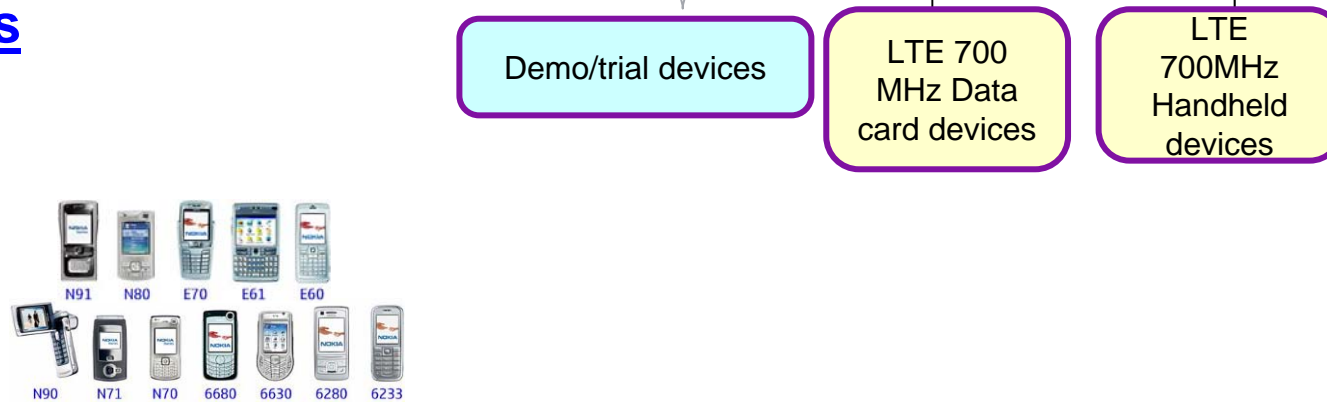 s
Demo/trial devices
LTE 700
MHz Data
card devices
LTE
700MHz
Handheld
devices
N91 N80 E70 E61 E60
N90 N71 N70 6680 6630 6280 6233